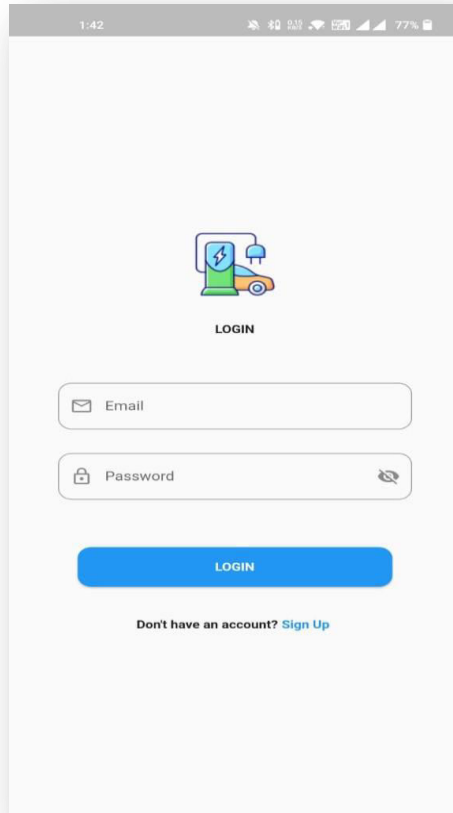 1:42
77%
LOGIN
Email
Password
LOGIN
Don't have an account? Sign Up